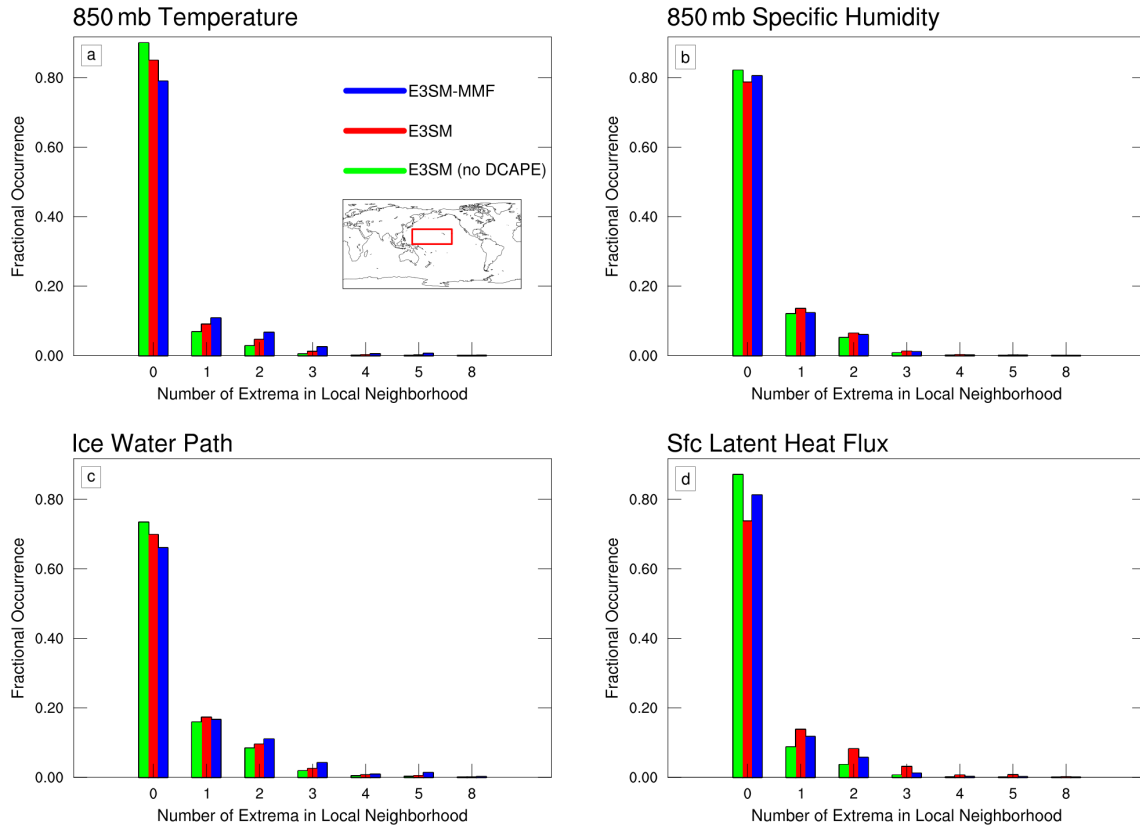 850 mb Temperature
a
E3SM-MMF
E3SM
E3SM (no DCAPE)
Fractional Occurrence
0.80
0.60
0.40
0.20
0.00
0 1 2 3 4 5 8
Number of Extrema in Local Neighborhood
850 mb Specific Humidity
b
Fractional Occurrence
0.80
0.60
0.40
0.20
0.00
0 1 2 3 4 5 8
Number of Extrema in Local Neighborhood
Ice Water Path
c
Fractional Occurrence
0.80
0.60
0.40
0.20
0.00
0 1 2 3 4 5 8
Number of Extrema in Local Neighborhood
Sfc Latent Heat Flux
d
Fractional Occurrence
0.80
0.60
0.40
0.20
0.00
0 1 2 3 4 5 8
Number of Extrema in Local Neighborhood